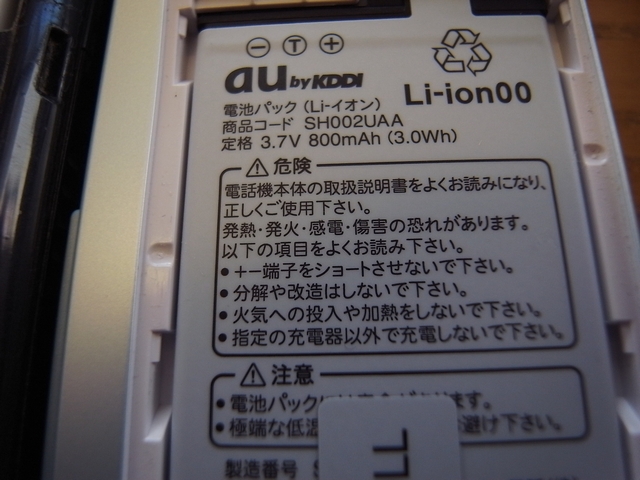 ⊖ Ⓣ ⊕
au by KDDI
Li-ion00
電池パック (Li-イオン)
商品コード SH002UAA
定格 3.7V 800mAh (3.0Wh)
⚠危険
電話機本体の取扱説明書をよくお読みになり、
正しくご使用下さい。
発熱・発火・感電・傷害の恐れがあります。
以下の項目をよくお読み下さい。
●+−端子をショートさせないで下さい。
●分解や改造はしないで下さい。
●火気への投入や加熱をしないで下さい。
●指定の充電器以外で充電しないで下さい。
⚠注意
●電池パック ます。
●極端な低温 避け下さい。
製造番号 S